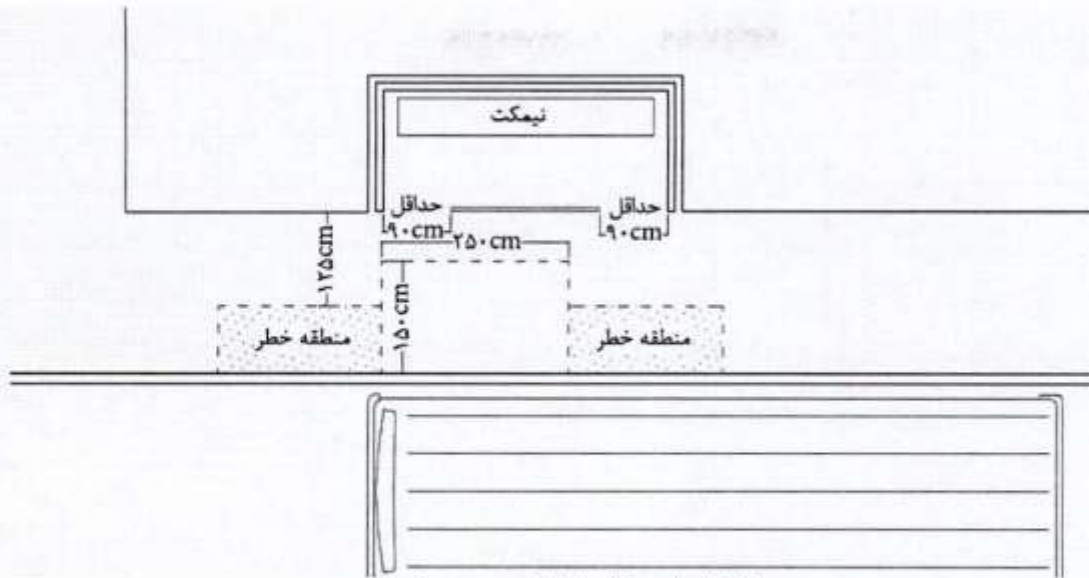 نیمکت
حداقل
۹۰cm
حداقل
۹۰cm
۲۵۰cm
۱۲۵cm
۱۵۰cm
منطقه خطر
منطقه خطر